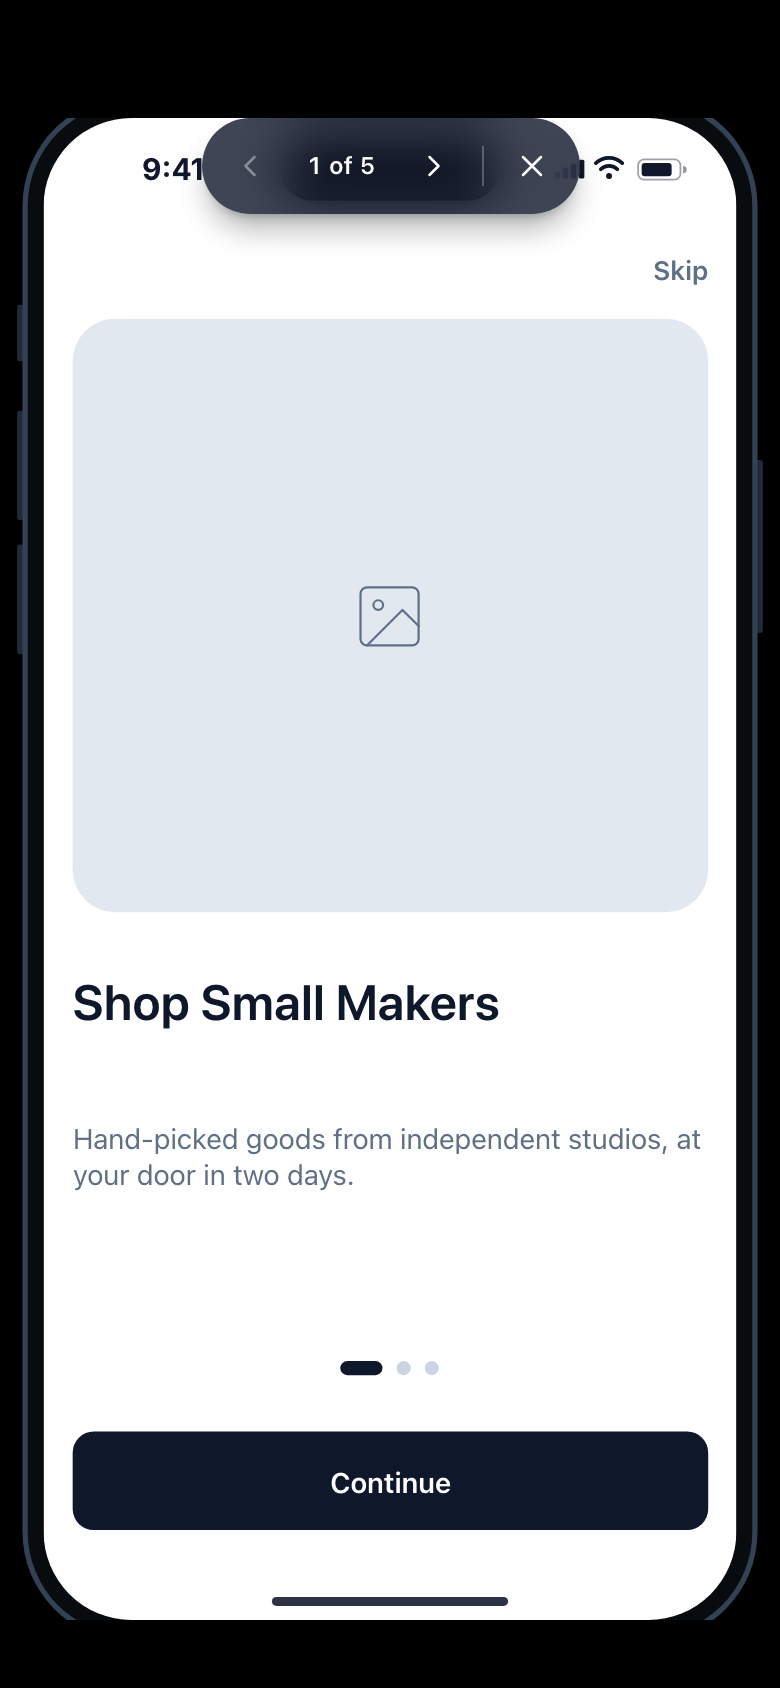 9:41
1 of 5
Skip
Shop Small Makers
Hand-picked goods from independent studios, at
your door in two days.
Continue